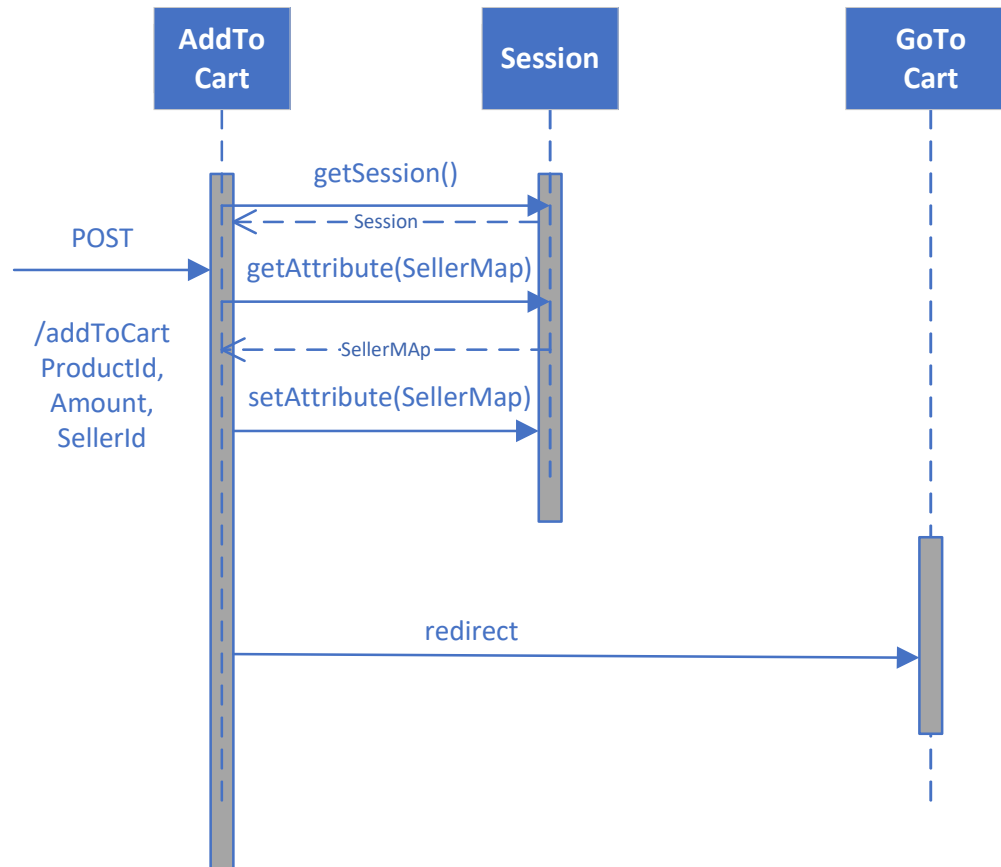 AddTo
Cart
Session
GoTo
Cart
getSession()
Session
POST
getAttribute(SellerMap)
/addToCart
ProductId,
Amount,
SellerId
SellerMAp
setAttribute(SellerMap)
redirect